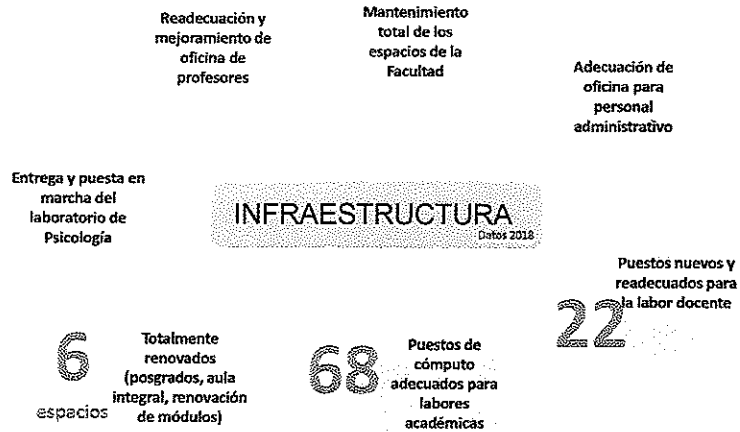 Readecuación y
mejoramiento de
oficina de
profesores
Mantenimiento
total de los
espacios de la
Facultad
Adecuación de
oficina para
personal
administrativo
Entrega y puesta en
marcha del
laboratorio de
Psicología
INFRAESTRUCTURA
Datos 2018
Puestos nuevos y
readecuados para
la labor docente
22
6
espacios
Totalmente
renovados
(posgrados, aula
integral, renovación
de módulos)
68
Puestos de
cómputo
adecuados para
labores
académicas